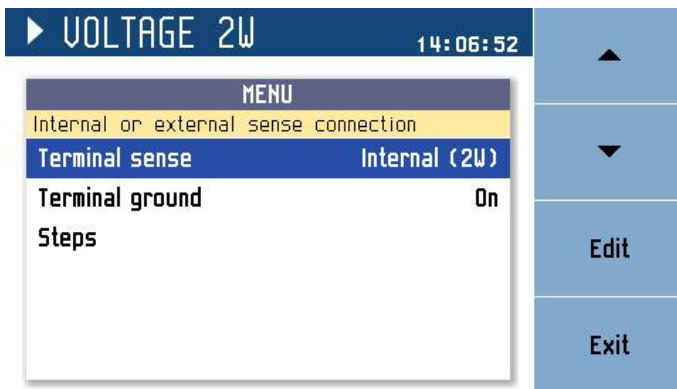 VOLTAGE 2W 14:06:52
MENU
Internal or external sense connection
Terminal sense Internal (2W)
Terminal ground On
Steps
Edit
Exit